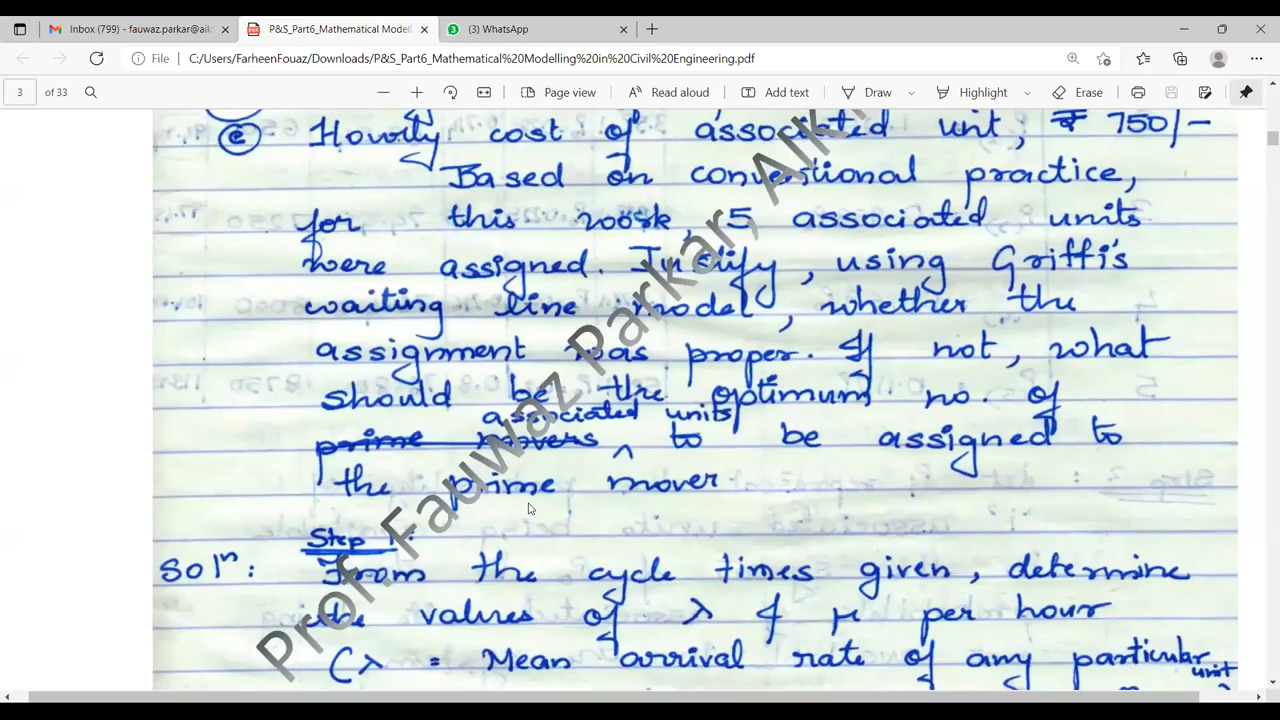 Inbox (799) - fauwaz.parkar@aik
P&S_Part6_Mathematical Modell
(3) WhatsApp
File
C:/Users/FarheenFouaz/Downloads/P&S_Part6_Mathematical%20Modelling%20in%20Civil%20Engineering.pdf
3 of 33
Page view
Read aloud
Add text
Draw
Highlight
Erase
(e) Hourly cost of associated unit, ₹ 750/-
Based on conventional practice,
for this work, 5 associated units
were assigned. Justify, using Griffi's
waiting line model, whether the
assignment was proper. If not, what
should be the optimum no. of
associated units
prime movers ^ to be assigned to
the prime mover
Step 1:
Solⁿ: From the cycle times given, determine
the values of λ & μ per hour
(λ = Mean arrival rate of any particular
unit
Prof. Fauwaz Parkar,